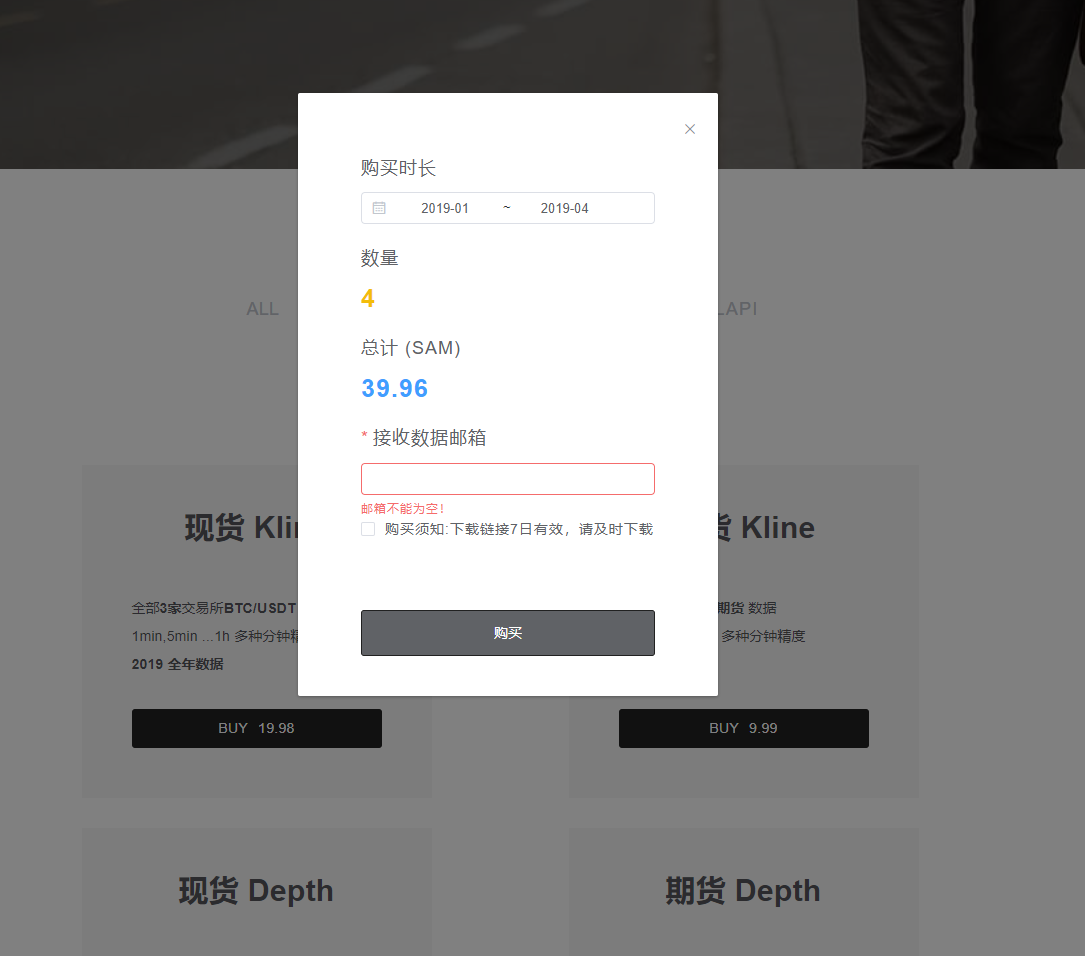 购买时长
2019-01 ~ 2019-04
数量
4
总计 (SAM)
39.96
* 接收数据邮箱
邮箱不能为空！
购买须知:下载链接7日有效，请及时下载
购买
ALL
API
现货 Kli
全部3家交易所BTC/USDT
1min,5min ...1h 多种分钟精
2019 全年数据
BUY 19.98
货 Kline
期货 数据
多种分钟精度
BUY 9.99
现货 Depth
期货 Depth